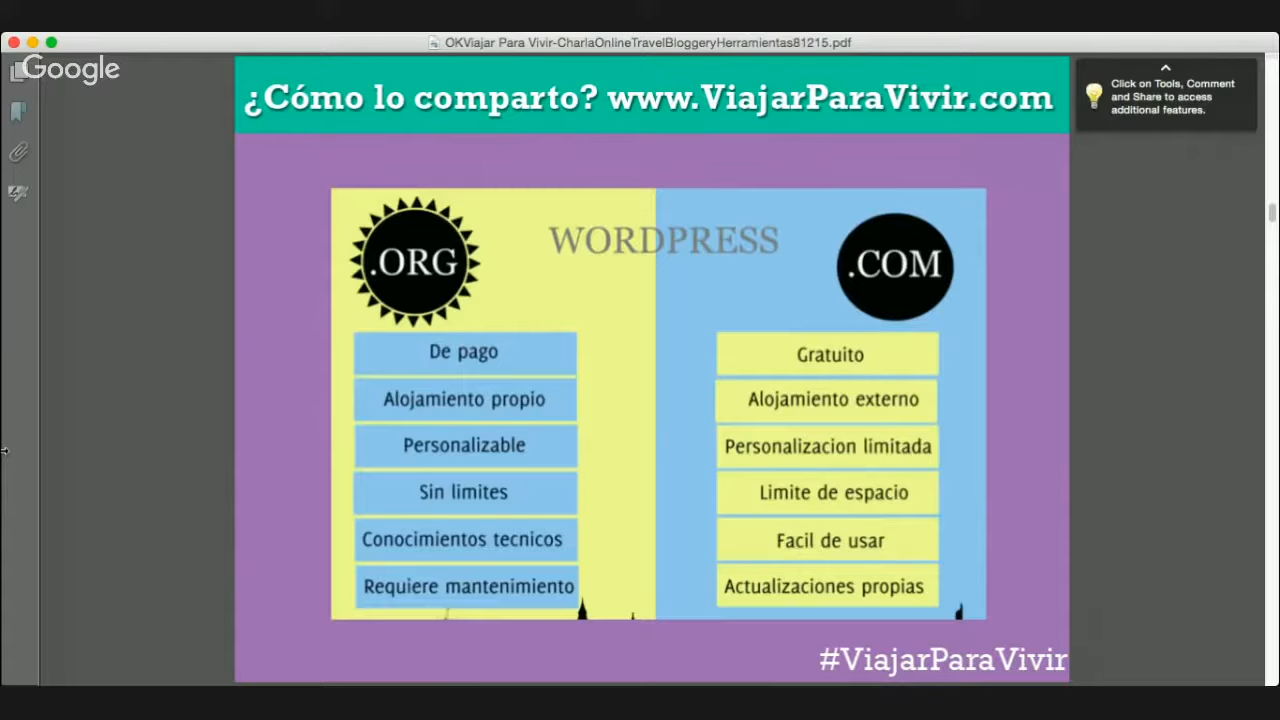 OKViajar Para Vivir-CharlaOnlineTravelBloggeryHerramientas81215.pdf
Google
¿Cómo lo comparto? www.ViajarParaVivir.com
Click on Tools, Comment
and Share to access
additional features.
WORDPRESS
.ORG
.COM
De pago
Alojamiento propio
Personalizable
Sin limites
Conocimientos tecnicos
Requiere mantenimiento
Gratuito
Alojamiento externo
Personalizacion limitada
Limite de espacio
Facil de usar
Actualizaciones propias
#ViajarParaVivir